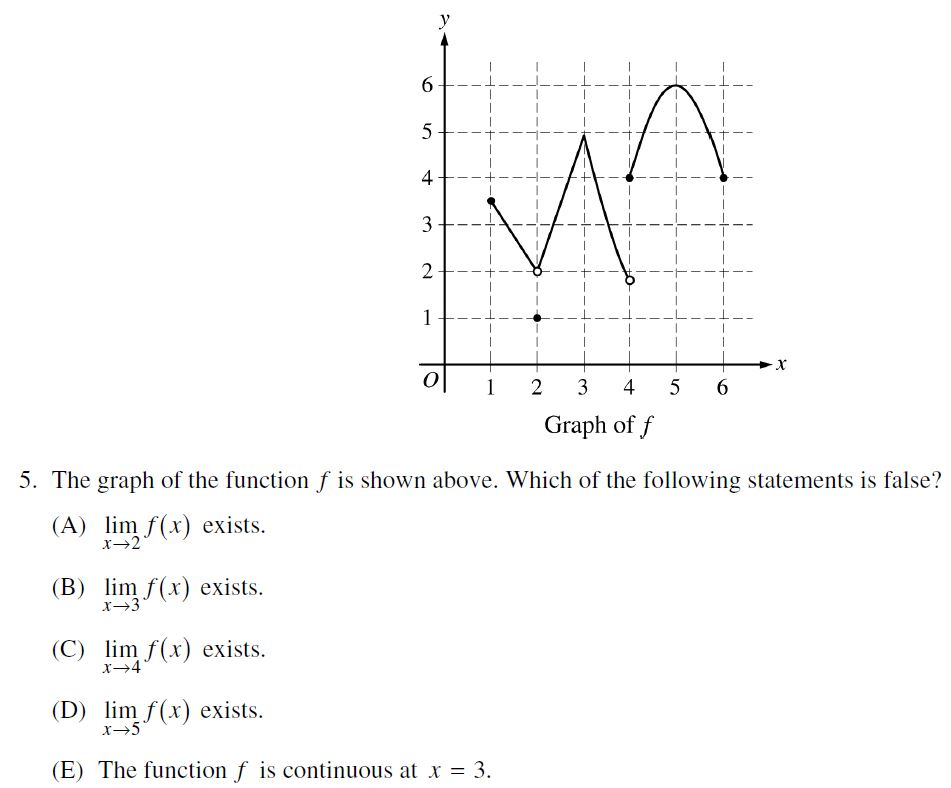 y
6
5
4
3
2
1
O
1 2 3 4 5 6
x
Graph of f
5. The graph of the function f is shown above. Which of the following statements is false?
(A) lim f(x) exists.
x→2
(B) lim f(x) exists.
x→3
(C) lim f(x) exists.
x→4
(D) lim f(x) exists.
x→5
(E) The function f is continuous at x = 3.